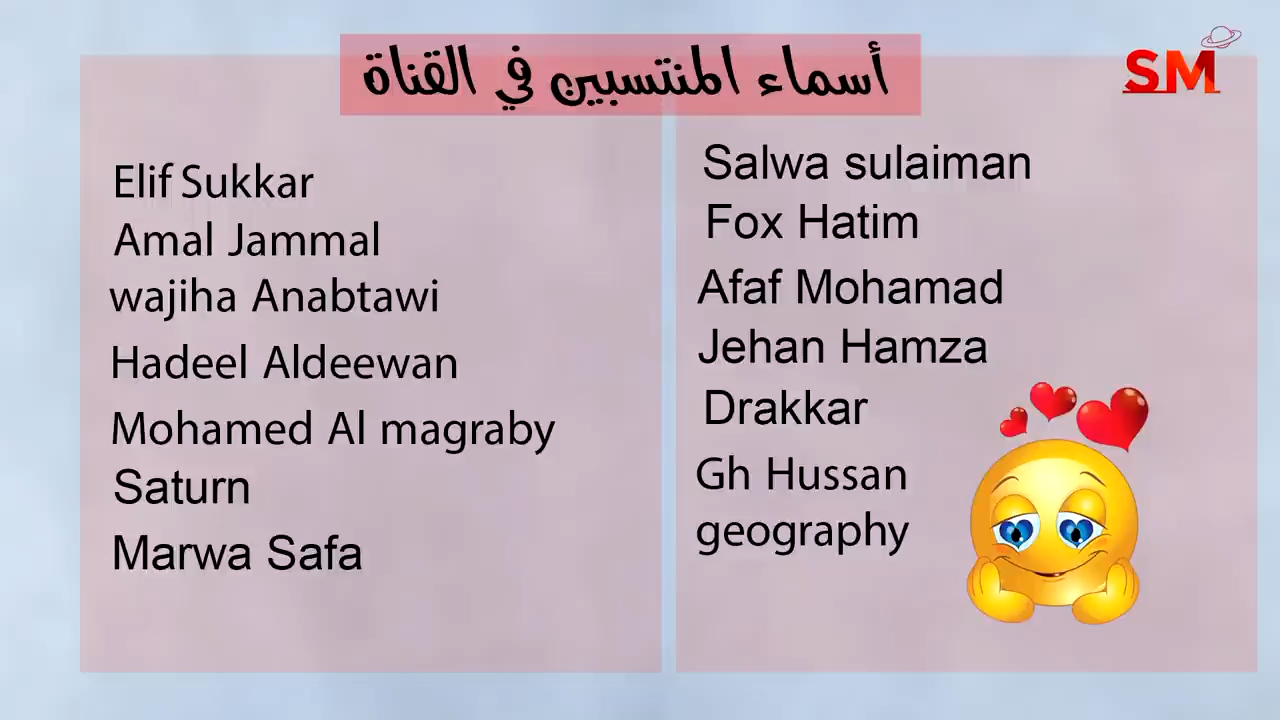 أسماء المنتسبين في القناة
SM
Elif Sukkar
Amal Jammal
wajiha Anabtawi
Hadeel Aldeewan
Mohamed Al magraby
Saturn
Marwa Safa
Salwa sulaiman
Fox Hatim
Afaf Mohamad
Jehan Hamza
Drakkar
Gh Hussan
geography